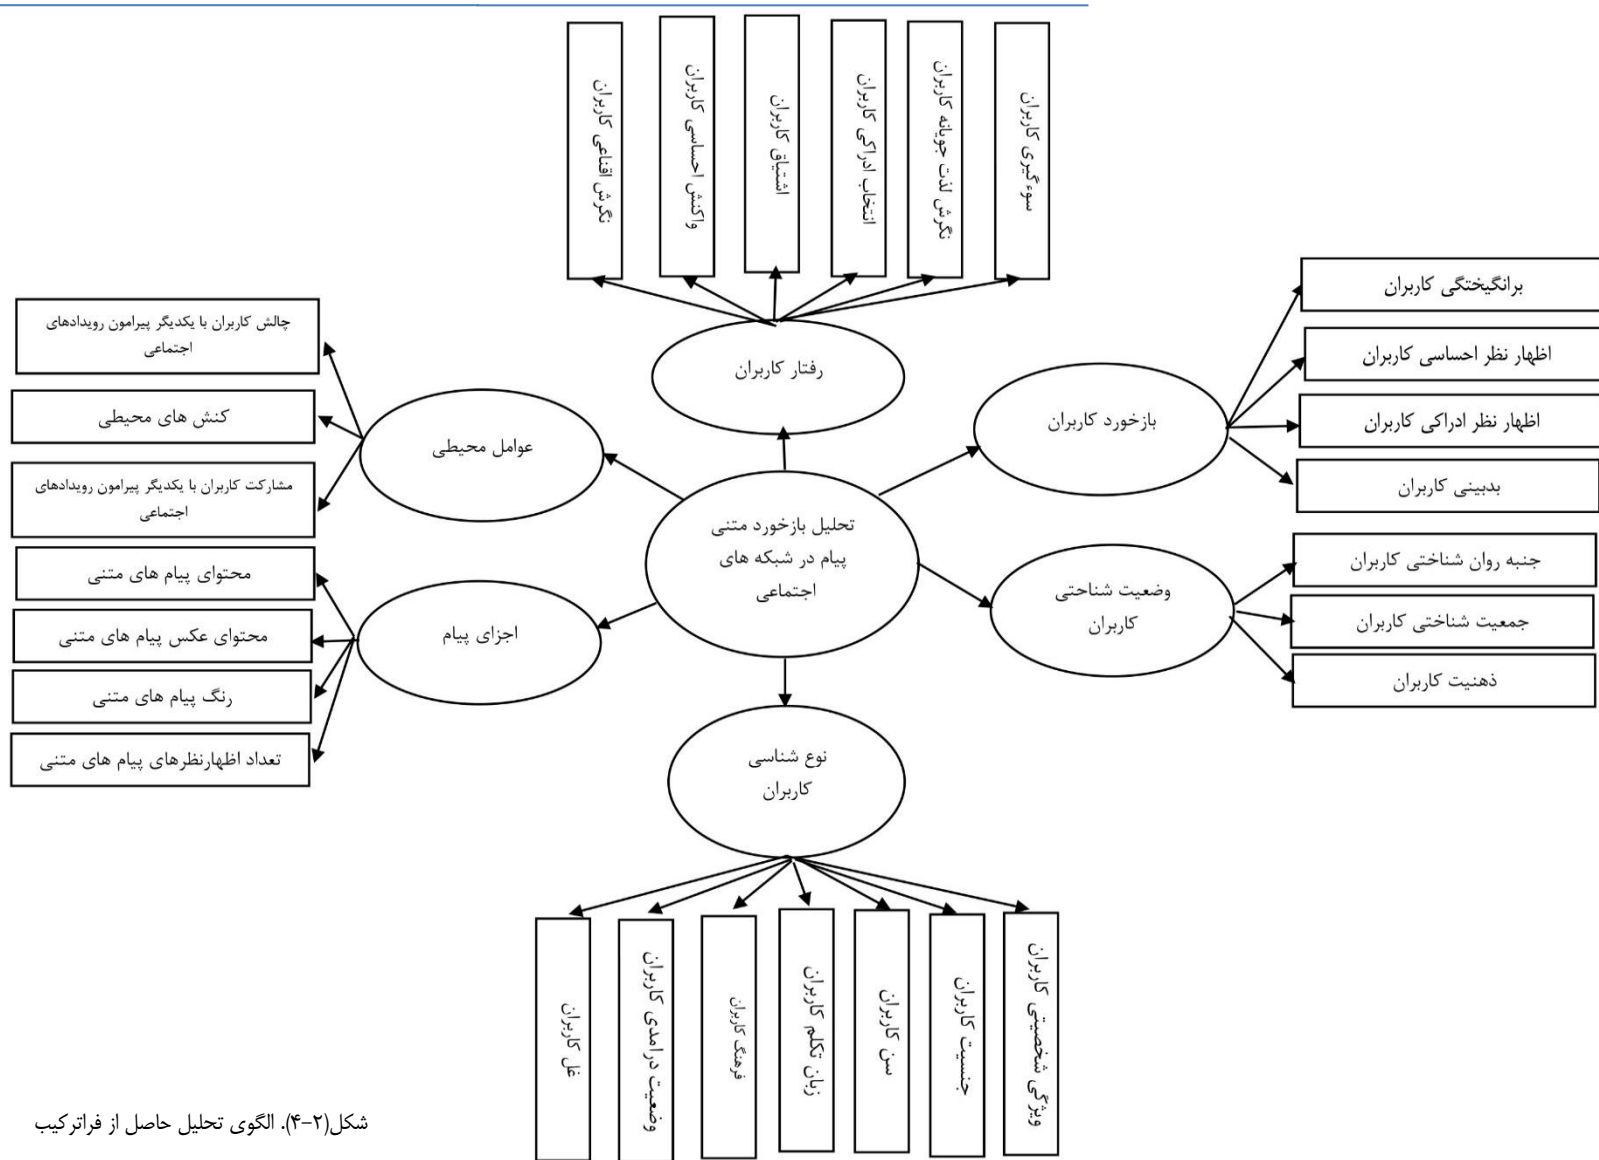 سوءگیری کاربران
نگرش لذت جویانه کاربران
انتخاب ادراکی کاربران
اشتیاق کاربران
واکنش احساسی کاربران
نگرش اقناعی کاربران
رفتار کاربران
برانگیختگی کاربران
اظهار نظر احساسی کاربران
اظهار نظر ادراکی کاربران
بدبینی کاربران
بازخورد کاربران
چالش کاربران با یکدیگر پیرامون رویدادهای
اجتماعی
کنش های محیطی
مشارکت کاربران با یکدیگر پیرامون رویدادهای
اجتماعی
عوامل محیطی
تحلیل بازخورد متنی
پیام در شبکه های
اجتماعی
وضعیت شناختی
کاربران
جنبه روان شناختی کاربران
جمعیت شناختی کاربران
ذهنیت کاربران
اجزای پیام
محتوای پیام های متنی
محتوای عکس پیام های متنی
رنگ پیام های متنی
تعداد اظهارنظرهای پیام های متنی
نوع شناسی
کاربران
ویژگی شخصیتی کاربران
جنسیت کاربران
سن کاربران
زبان تکلم کاربران
فرهنگ کاربران
وضعیت درامدی کاربران
غل کاربران
شکل(۲-۴). الگوی تحلیل حاصل از فراترکیب